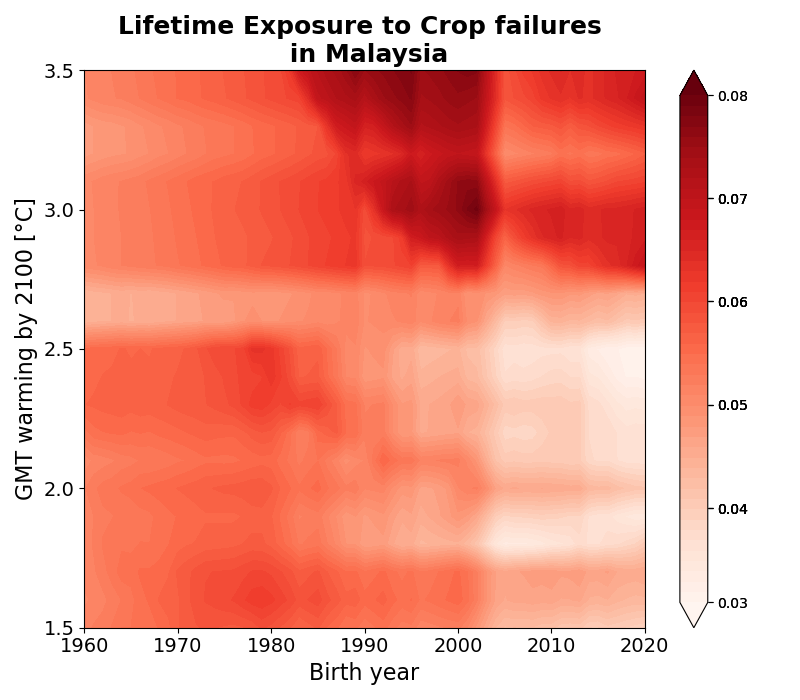 Lifetime Exposure to Crop failures
in Malaysia
GMT warming by 2100 [°C]
3.5
3.0
2.5
2.0
1.5
1960 1970 1980 1990 2000 2010 2020
Birth year
0.08
0.07
0.06
0.05
0.04
0.03